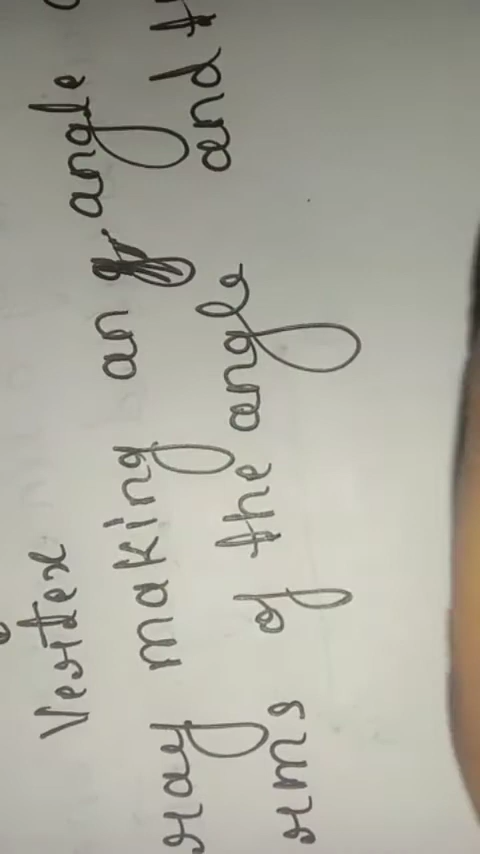 Vertex
ray making an angle
rms of the angle and